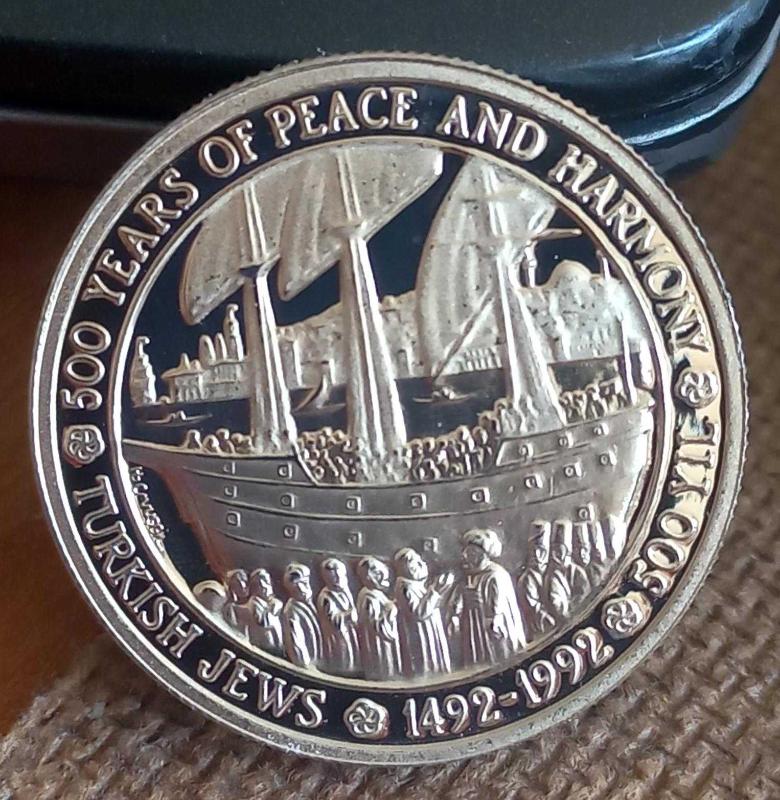 500 YEARS OF PEACE AND HARMONY
500 YIL
1492-1992
TURKISH JEWS